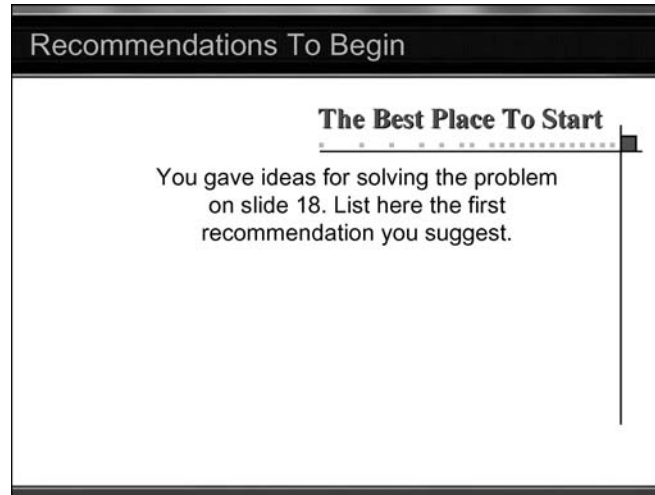 Recommendations To Begin
The Best Place To Start
You gave ideas for solving the problem
on slide 18. List here the first
recommendation you suggest.